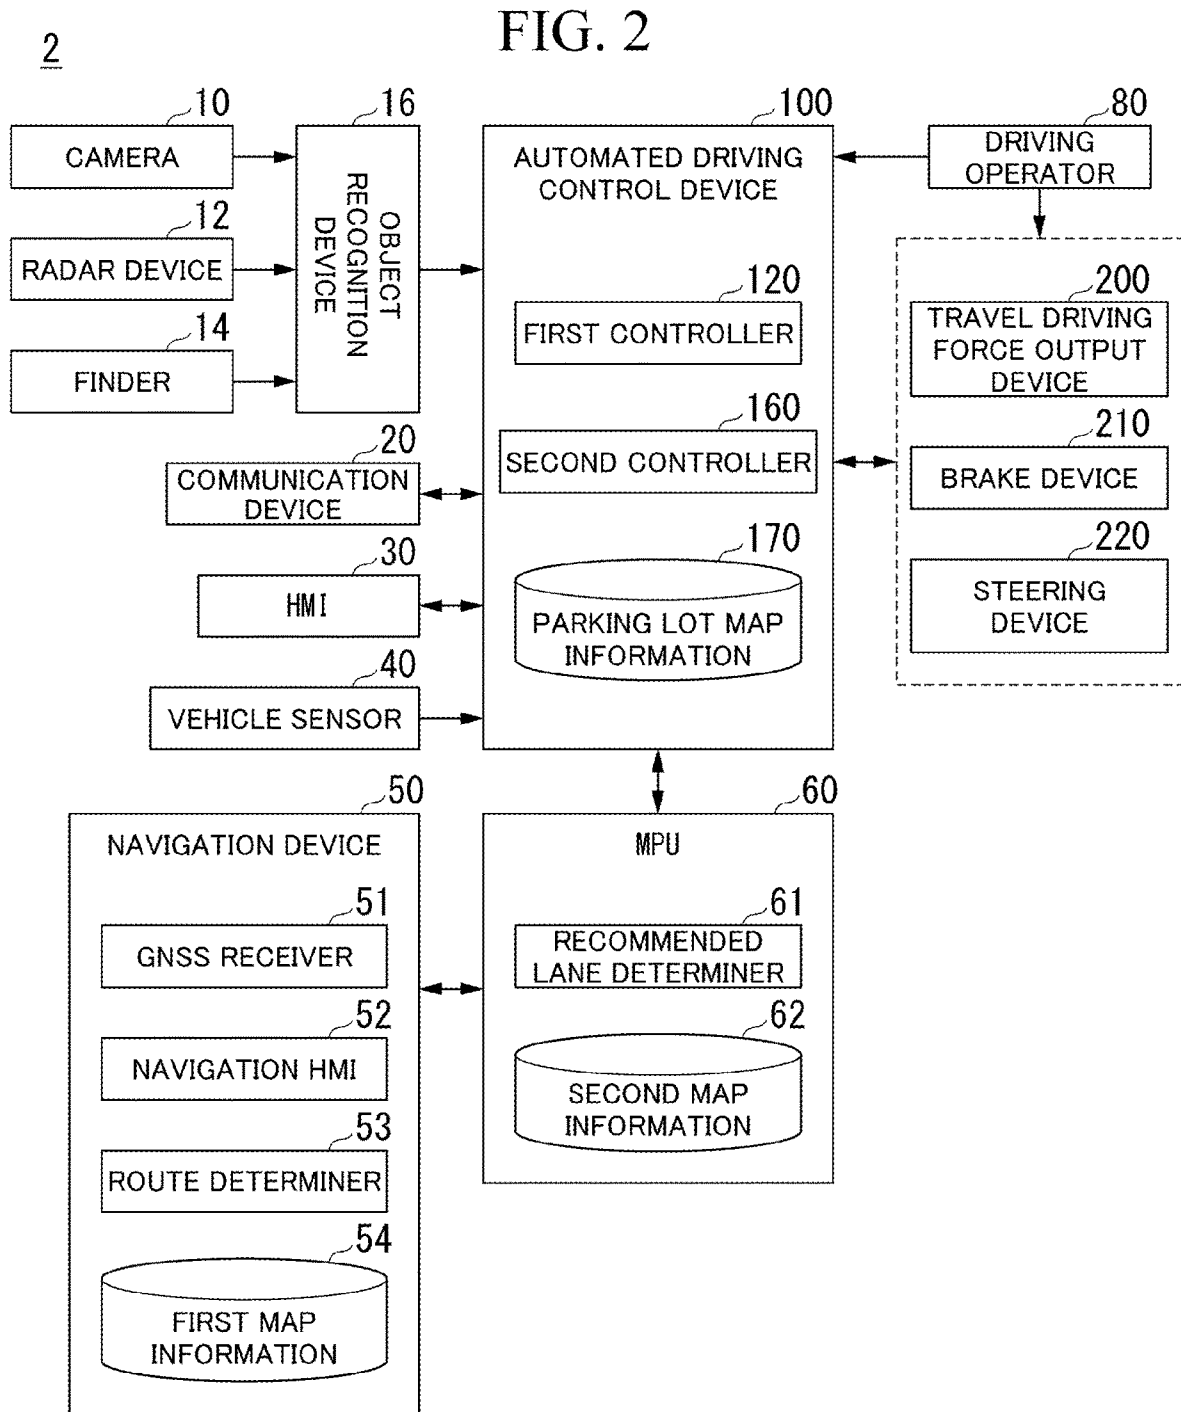 FIG. 2
2
10
CAMERA
12
RADAR DEVICE
14
FINDER
16
OBJECT
RECOGNITION
DEVICE
20
COMMUNICATION
DEVICE
30
HMI
40
VEHICLE SENSOR
100
AUTOMATED DRIVING
CONTROL DEVICE
120
FIRST CONTROLLER
160
SECOND CONTROLLER
170
PARKING LOT MAP
INFORMATION
80
DRIVING
OPERATOR
200
TRAVEL DRIVING
FORCE OUTPUT
DEVICE
210
BRAKE DEVICE
220
STEERING
DEVICE
50
NAVIGATION DEVICE
51
GNSS RECEIVER
52
NAVIGATION HMI
53
ROUTE DETERMINER
54
FIRST MAP
INFORMATION
60
MPU
61
RECOMMENDED
LANE DETERMINER
62
SECOND MAP
INFORMATION